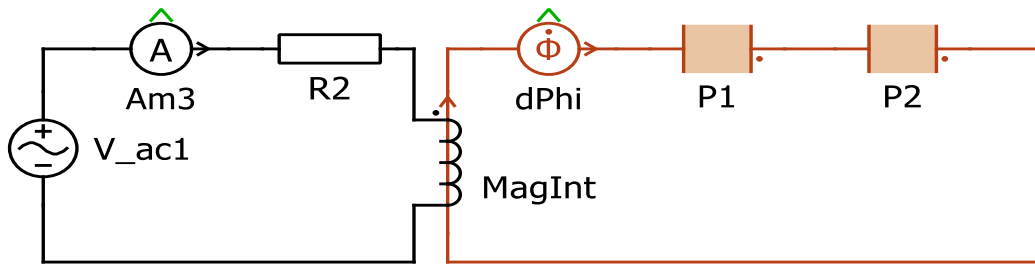 A
Am3
R2
Φ̇
dPhi
P1
P2
V_ac1
MagInt